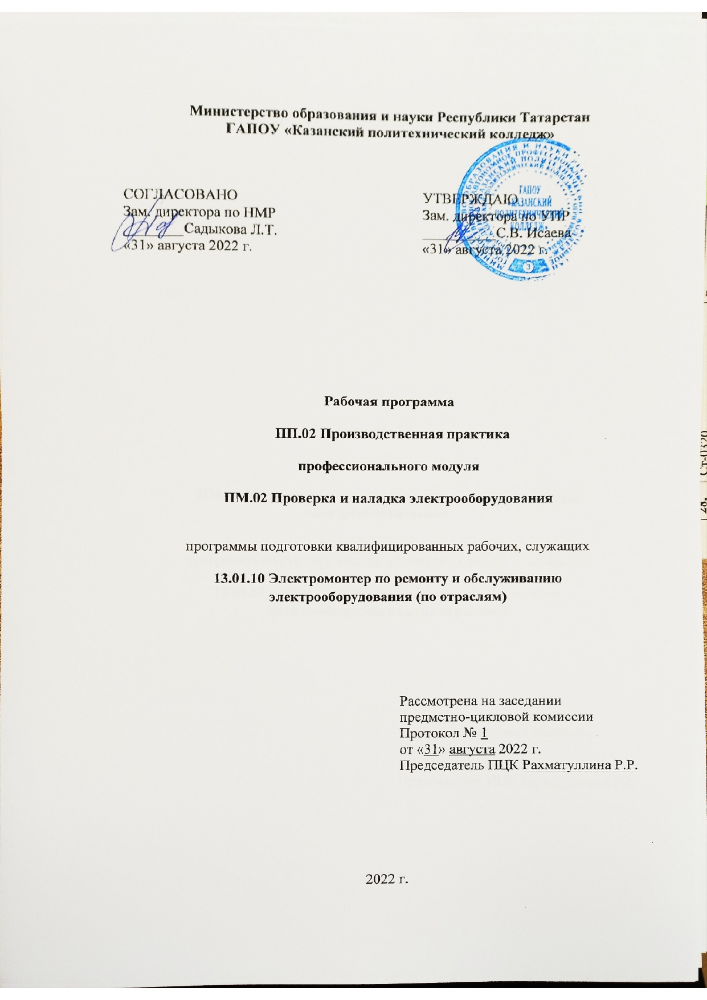 Министерство образования и науки Республики Татарстан
ГАПОУ «Казанский политехнический колледж»
СОГЛАСОВАНО
Зам. директора по НМР
________Садыкова Л.Т.
«31» августа 2022 г.
УТВЕРЖДАЮ
Зам. директора по УПР
__________С.В. Исаева
«31» августа 2022 г.
ГАПОУ
КАЗАНСКИЙ
ПОЛИТЕХНИЧЕСКИЙ
КОЛЛЕДЖ
Рабочая программа
ПП.02 Производственная практика
профессионального модуля
ПМ.02 Проверка и наладка электрооборудования
программы подготовки квалифицированных рабочих, служащих
13.01.10 Электромонтер по ремонту и обслуживанию
электрооборудования (по отраслям)
Рассмотрена на заседании
предметно-цикловой комиссии
Протокол № 1
от «31» августа 2022 г.
Председатель ПЦК Рахматуллина Р.Р.
2022 г.